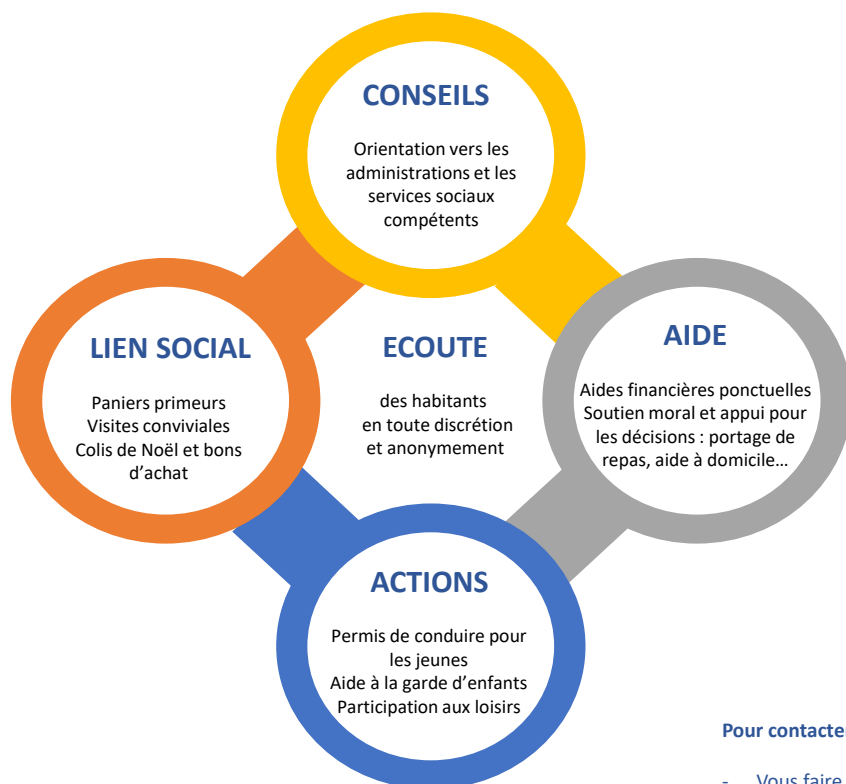 CONSEILS
Orientation vers les
administrations et les
services sociaux
compétents
LIEN SOCIAL
Paniers primeurs
Visites conviviales
Colis de Noël et bons
d’achat
ECOUTE
des habitants
en toute discrétion
et anonymement
AIDE
Aides financières ponctuelles
Soutien moral et appui pour
les décisions : portage de
repas, aide à domicile…
ACTIONS
Permis de conduire pour
les jeunes
Aide à la garde d’enfants
Participation aux loisirs
Pour contacter
- Vous faire